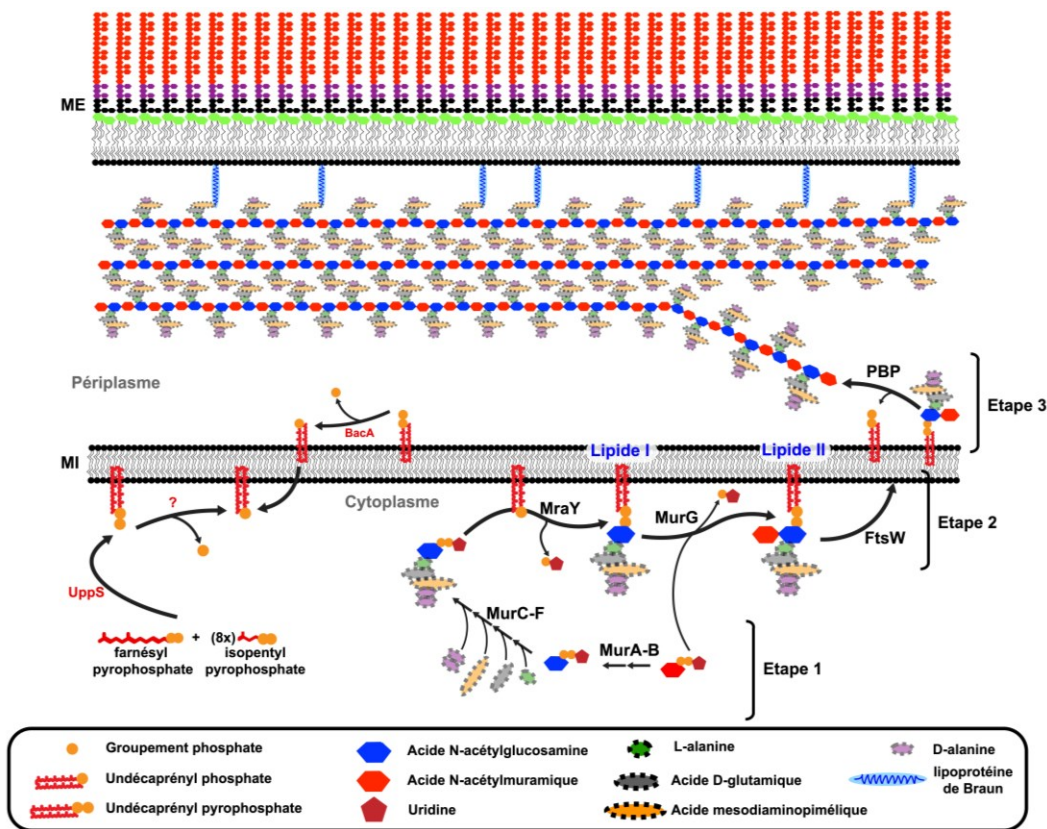 ME
Périplasme
PBP
Etape 3
BacA
MI
Lipide I
Lipide II
Cytoplasme
?
MraY
MurG
Etape 2
FtsW
UppS
MurC-F
farnésyl
pyrophosphate
+
(8x)
isopentyl
pyrophosphate
MurA-B
Etape 1
Groupement phosphate
Acide N-acétylglucosamine
L-alanine
D-alanine
Undécaprényl phosphate
Acide N-acétylmuramique
Acide D-glutamique
lipoprotéine
de Braun
Undécaprényl pyrophosphate
Uridine
Acide mesodiaminopimélique